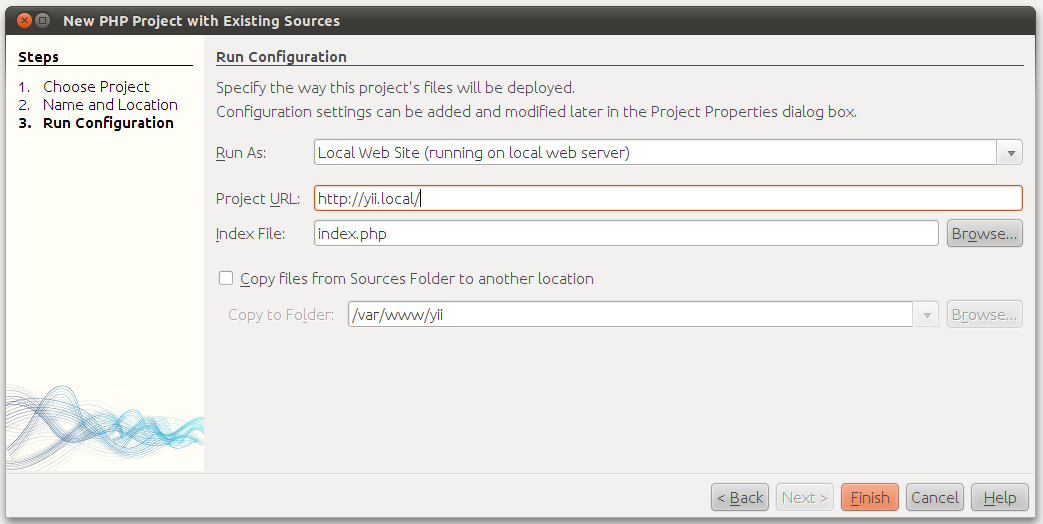 New PHP Project with Existing Sources
Steps
1. Choose Project
2. Name and Location
3. Run Configuration
Run Configuration
Specify the way this project's files will be deployed.
Configuration settings can be added and modified later in the Project Properties dialog box.
Run As: Local Web Site (running on local web server)
Project URL: http://yii.local/
Index File: index.php Browse...
Copy files from Sources Folder to another location
Copy to Folder: /var/www/yii Browse...
< Back Next > Finish Cancel Help